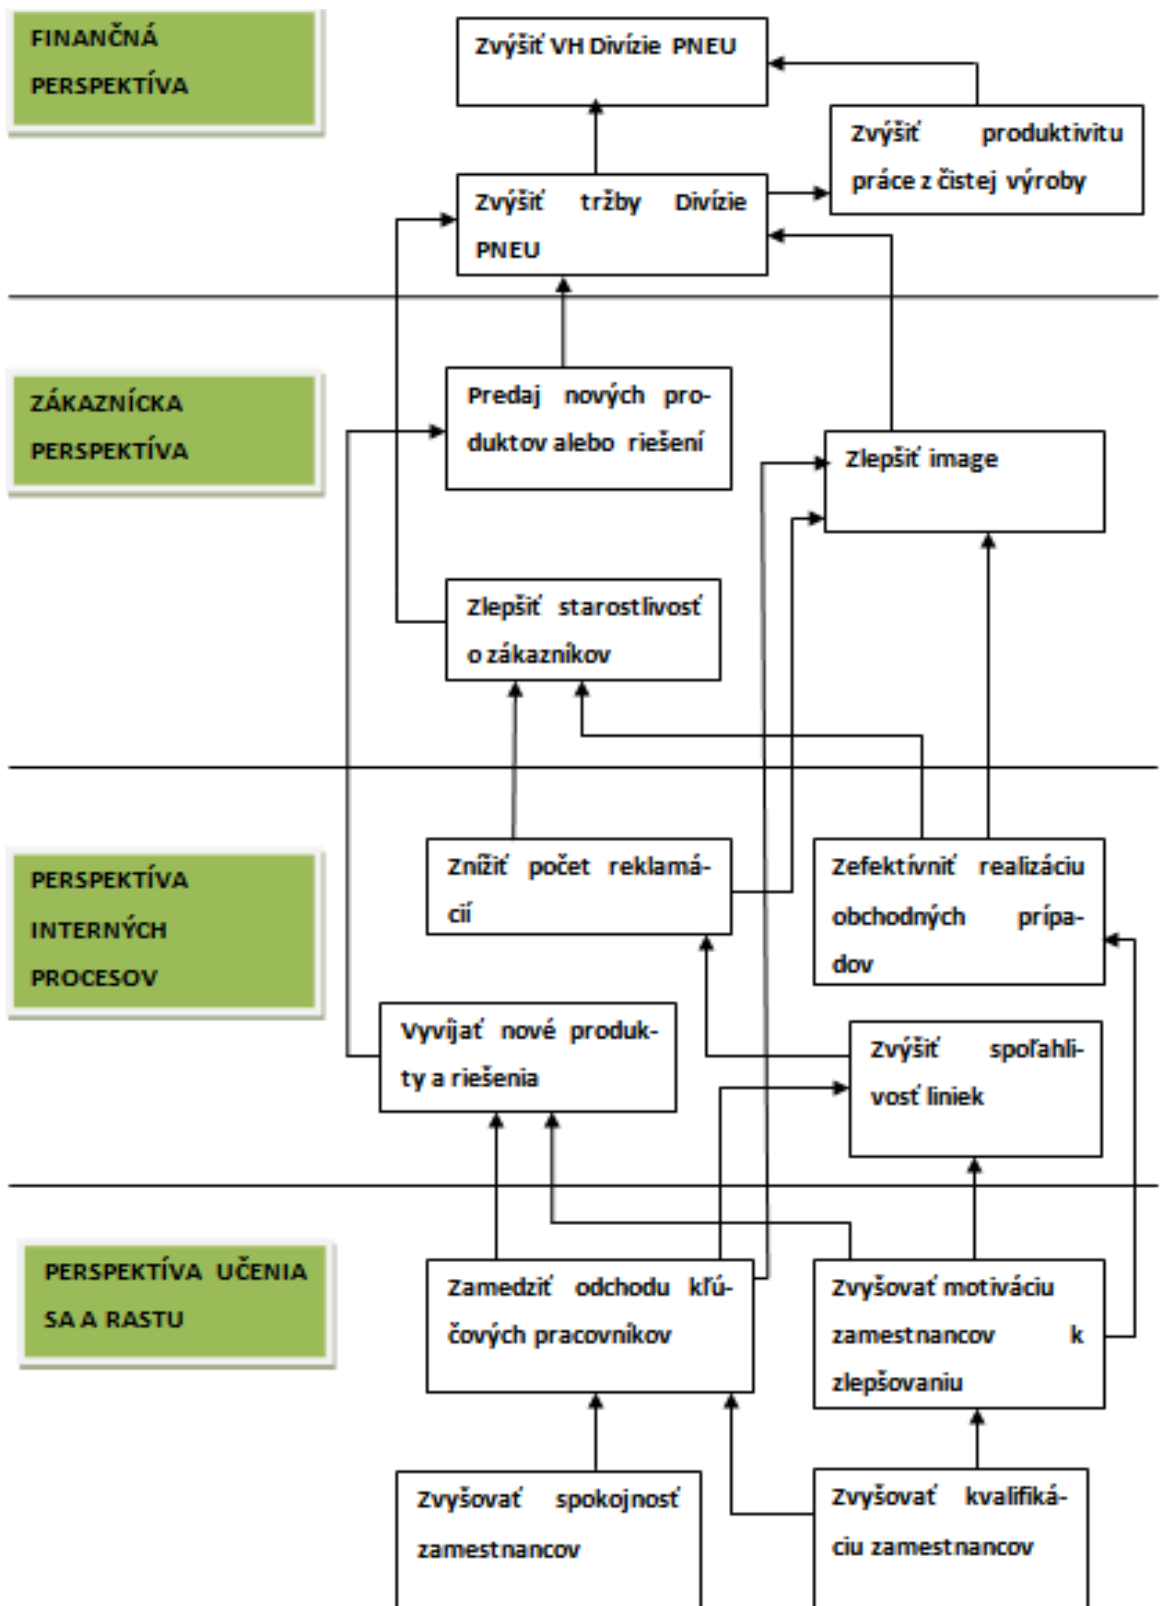 FINANČNÁ
PERSPEKTÍVA
Zvýšiť VH Divízie PNEU
Zvýšiť produktivitu
práce z čistej výroby
Zvýšiť tržby Divízie
PNEU
ZÁKAZNÍCKA
PERSPEKTÍVA
Predaj nových pro-
duktov alebo riešení
Zlepšiť image
Zlepšiť starostlivosť
o zákazníkov
PERSPEKTÍVA
INTERNÝCH
PROCESOV
Znížiť počet reklamá-
cií
Zefektívniť realizáciu
obchodných prípa-
dov
Vyvíjať nové produk-
ty a riešenia
Zvýšiť spoľahli-
vosť liniek
PERSPEKTÍVA UČENIA
SA A RASTU
Zamedziť odchodu kľú-
čových pracovníkov
Zvyšovať motiváciu
zamestnancov k
zlepšovaniu
Zvyšovať spokojnosť
zamestnancov
Zvyšovať kvalifiká-
ciu zamestnancov